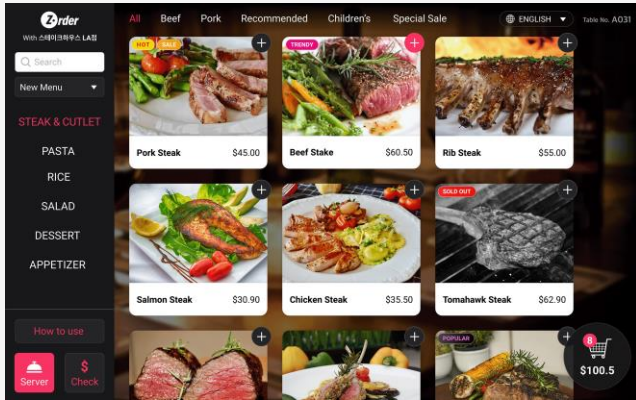 Z·rder
With 스테이크하우스 LA점
Search
New Menu
STEAK & CUTLET
PASTA
RICE
SALAD
DESSERT
APPETIZER
How to use
Server
$
Check
All Beef Pork Recommended Children's Special Sale
ENGLISH
Table No. A031
HOT SALE
Pork Steak $45.00
TRENDY
Beef Stake $60.50
Rib Steak $55.00
Salmon Steak $30.90
Chicken Steak $35.50
SOLD OUT
Tomahawk Steak $62.90
POPULAR
8
$100.5